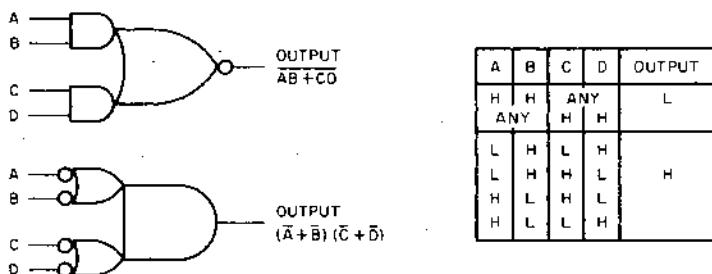 A
B
OUTPUT
AB + CD
C
D
A
B
OUTPUT
(Ā+B̄) (C̄+D̄)
C
D
A B C D OUTPUT
H H ANY L
ANY H H
L H L H
L H H L H
H L H L
H L L H